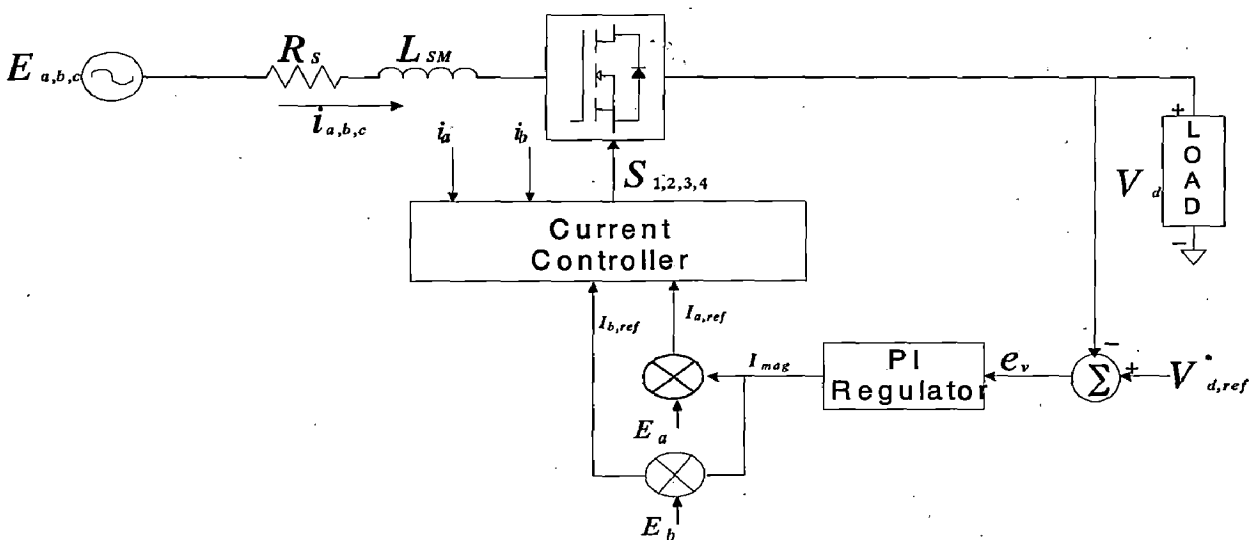 E a,b,c
R S
L SM
i a,b,c
i a
i b
S 1,2,3,4
+
L
O
A
D
−
V d
Current
Controller
I b,ref
I a,ref
I mag
PI
Regulator
e v
−
Σ
+
V * d,ref
E a
E b